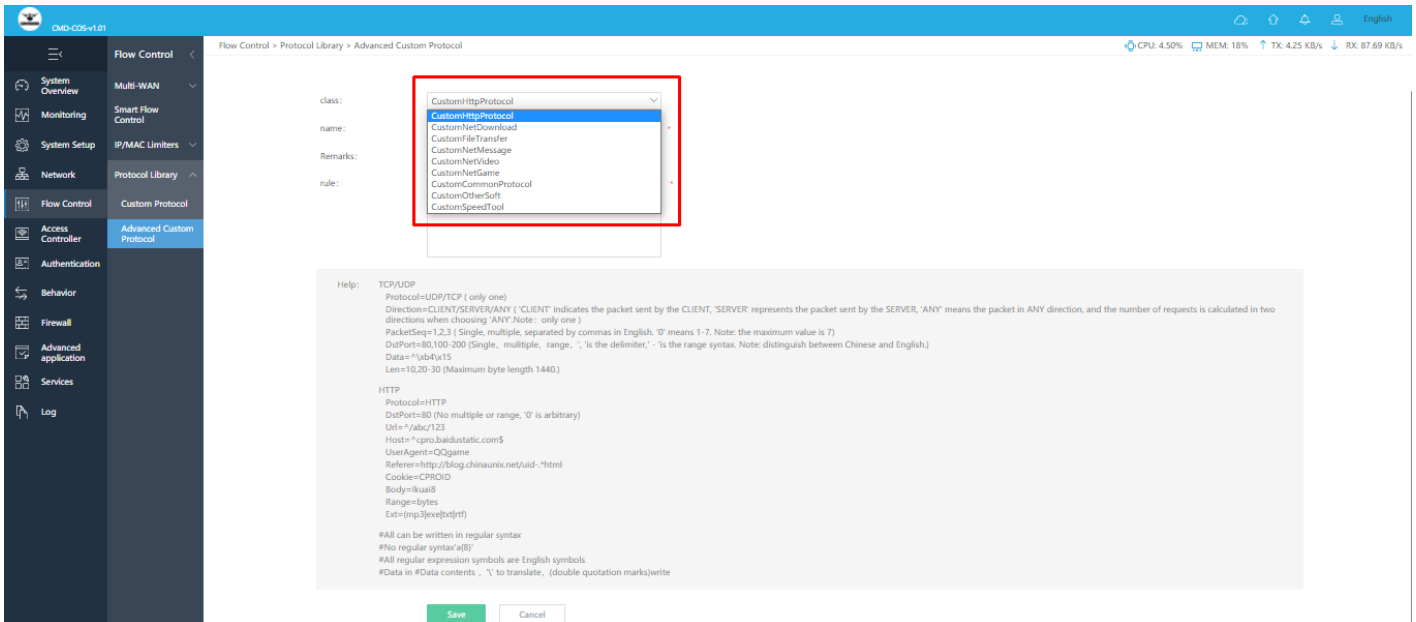 CMD-COS-v1.01
English
Flow Control
Flow Control > Protocol Library > Advanced Custom Protocol
CPU: 4.50% MEM: 18% ↑ TX: 4.25 KB/s ↓ RX: 87.69 KB/s
System Overview
Monitoring
System Setup
Network
Flow Control
Access Controller
Authentication
Behavior
Firewall
Advanced application
Services
Log
Multi-WAN
Smart Flow Control
IP/MAC Limiters
Protocol Library
Custom Protocol
Advanced Custom Protocol
class:
CustomHttpProtocol
name:
*
Remarks:
rule:
*
CustomHttpProtocol
CustomNetDownload
CustomFileTransfer
CustomNetMessage
CustomNetVideo
CustomNetGame
CustomCommonProtocol
CustomOtherSoft
CustomSpeedTool
Help:
TCP/UDP
Protocol=UDP/TCP ( only one)
Direction=CLIENT/SERVER/ANY ( 'CLIENT' indicates the packet sent by the CLIENT, 'SERVER' represents the packet sent by the SERVER, 'ANY' means the packet in ANY direction, and the number of requests is calculated in two
directions when choosing 'ANY'.Note：only one )
PacketSeq=1,2,3 ( Single, multiple, separated by commas in English. '0' means 1-7. Note: the maximum value is 7)
DstPort=80,100-200 (Single，mulitiple，range，', 'is the delimiter,' - 'is the range syntax. Note: distinguish between Chinese and English.)
Data=^\xb4\x15
Len=10,20-30 (Maximum byte length 1440.)
HTTP
Protocol=HTTP
DstPort=80 (No multiple or range, '0' is arbitrary)
Url=^/abc/123
Host=^cpro.baidustatic.com$
UserAgent=QQgame
Referer=http://blog.chinaunix.net/uid-.*html
Cookie=CPROID
Body=Ikuai8
Range=bytes
Ext=(mp3|exe|txt|rtf)
#All can be written in regular syntax
#No regular syntax'a{8}'
#All regular expression symbols are English symbols
#Data in #Data contents ，'\' to translate，(double quotation marks)write
Save
Cancel